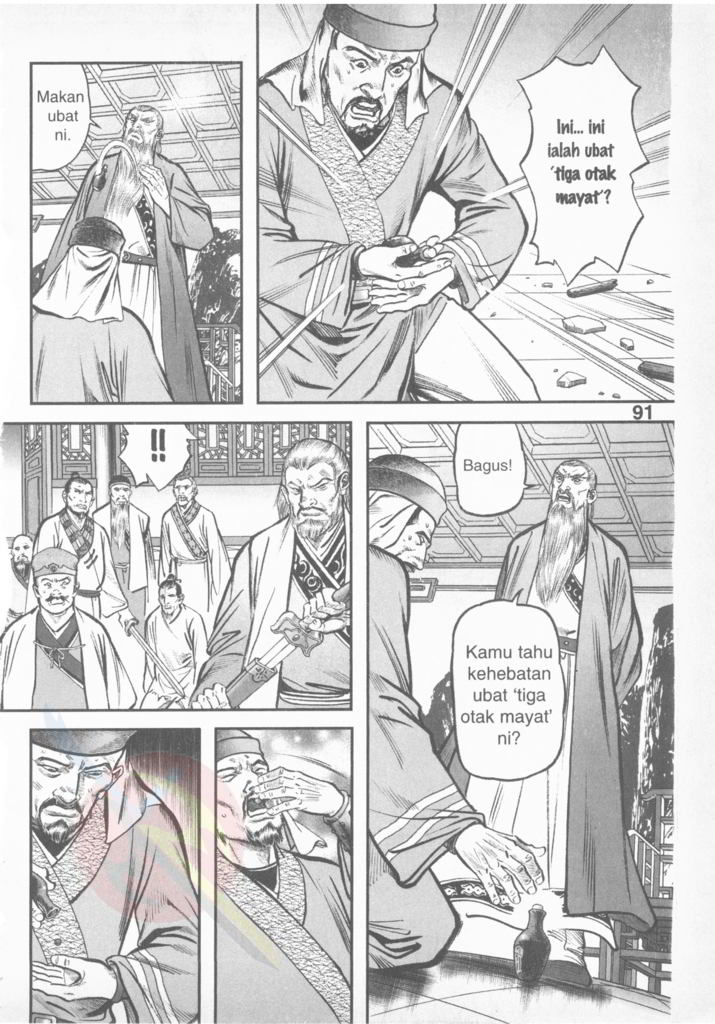 Makan
ubat
ni.
Ini... ini
ialah ubat
'tiga otak
mayat'?
91
!!
Bagus!
Kamu tahu
kehebatan
ubat 'tiga
otak mayat'
ni?